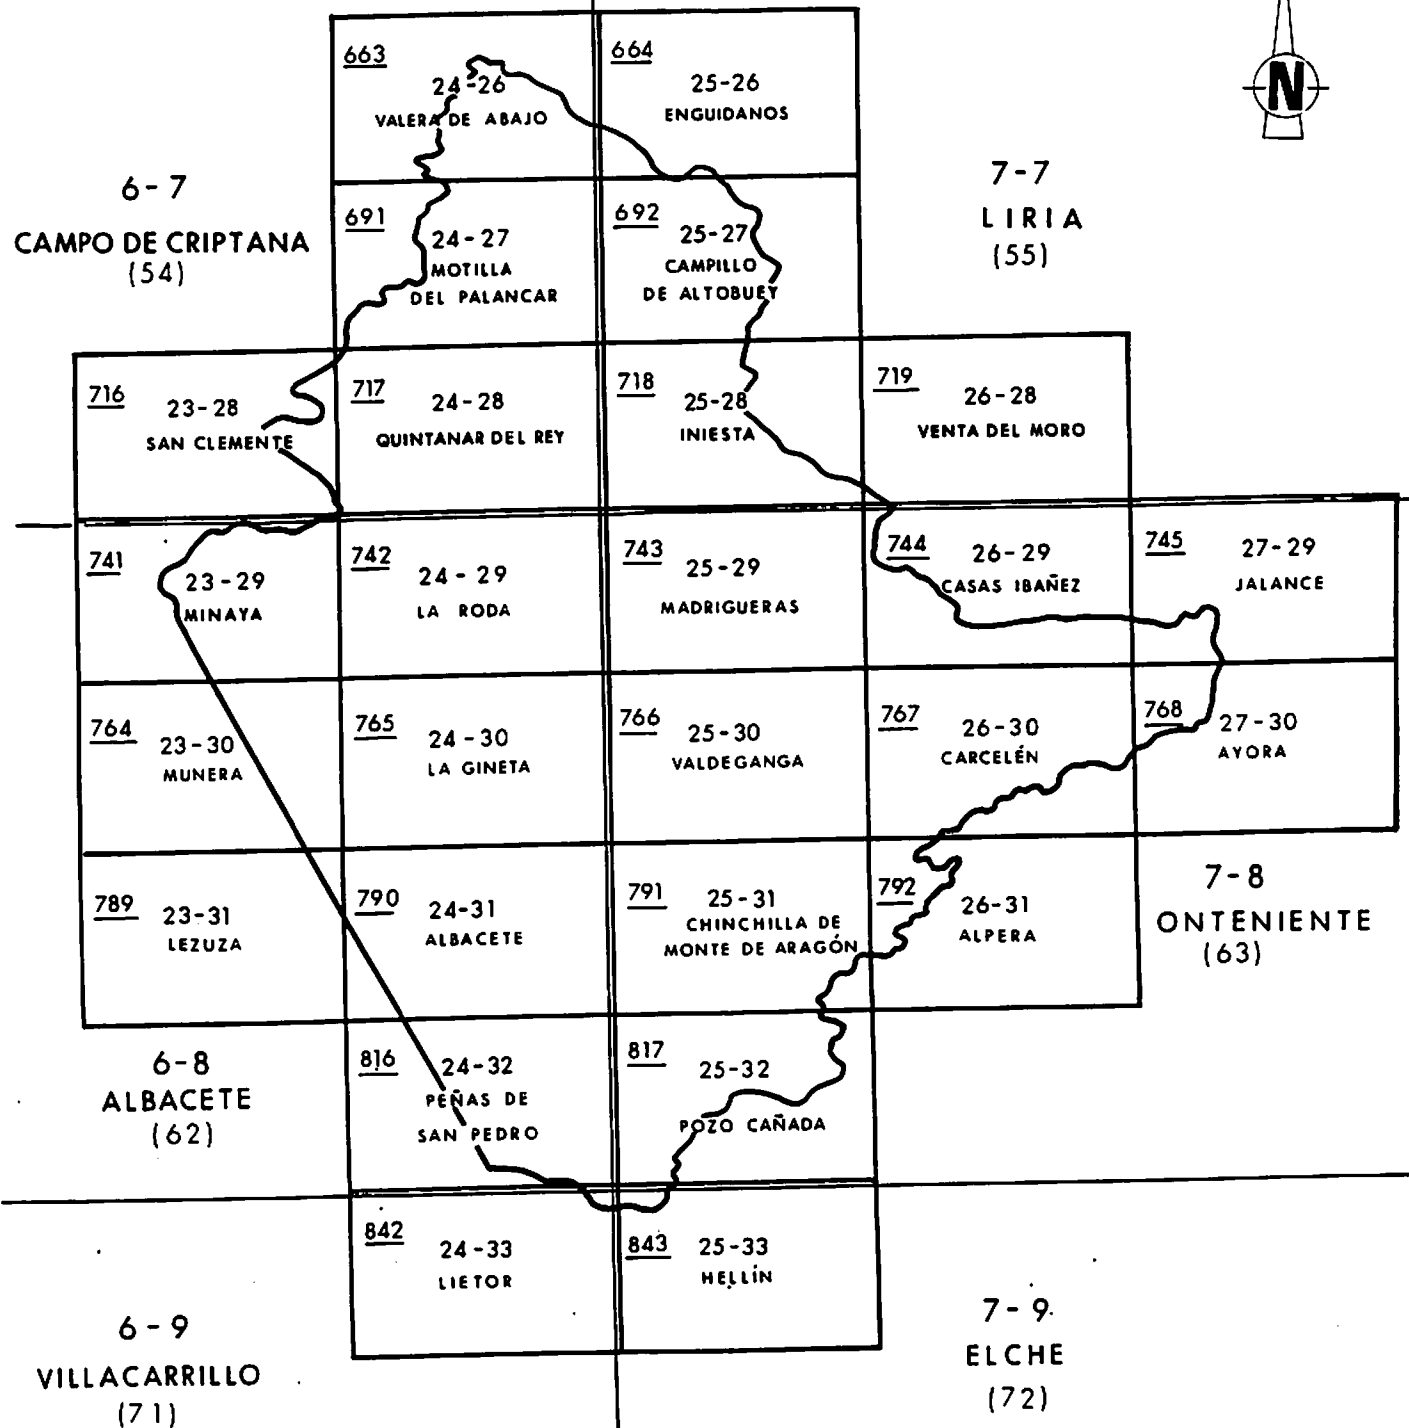 663
24-26
VALERA DE ABAJO
664
25-26
ENGUIDANOS
N
6-7
CAMPO DE CRIPTANA
(54)
691
24-27
MOTILLA
DEL PALANCAR
692
25-27
CAMPILLO
DE ALTOBUEY
7-7
LIRIA
(55)
716
23-28
SAN CLEMENTE
717
24-28
QUINTANAR DEL REY
718
25-28
INIESTA
719
26-28
VENTA DEL MORO
741
23-29
MINAYA
742
24-29
LA RODA
743
25-29
MADRIGUERAS
744
26-29
CASAS IBAÑEZ
745
27-29
JALANCE
764
23-30
MUNERA
765
24-30
LA GINETA
766
25-30
VALDEGANGA
767
26-30
CARCELÉN
768
27-30
AYORA
789
23-31
LEZUZA
790
24-31
ALBACETE
791
25-31
CHINCHILLA DE
MONTE DE ARAGÓN
792
26-31
ALPERA
7-8
ONTENIENTE
(63)
6-8
ALBACETE
(62)
816
24-32
PEÑAS DE
SAN PEDRO
817
25-32
POZO CAÑADA
842
24-33
LIETOR
843
25-33
HELLÍN
6-9
VILLACARRILLO
(71)
7-9
ELCHE
(72)